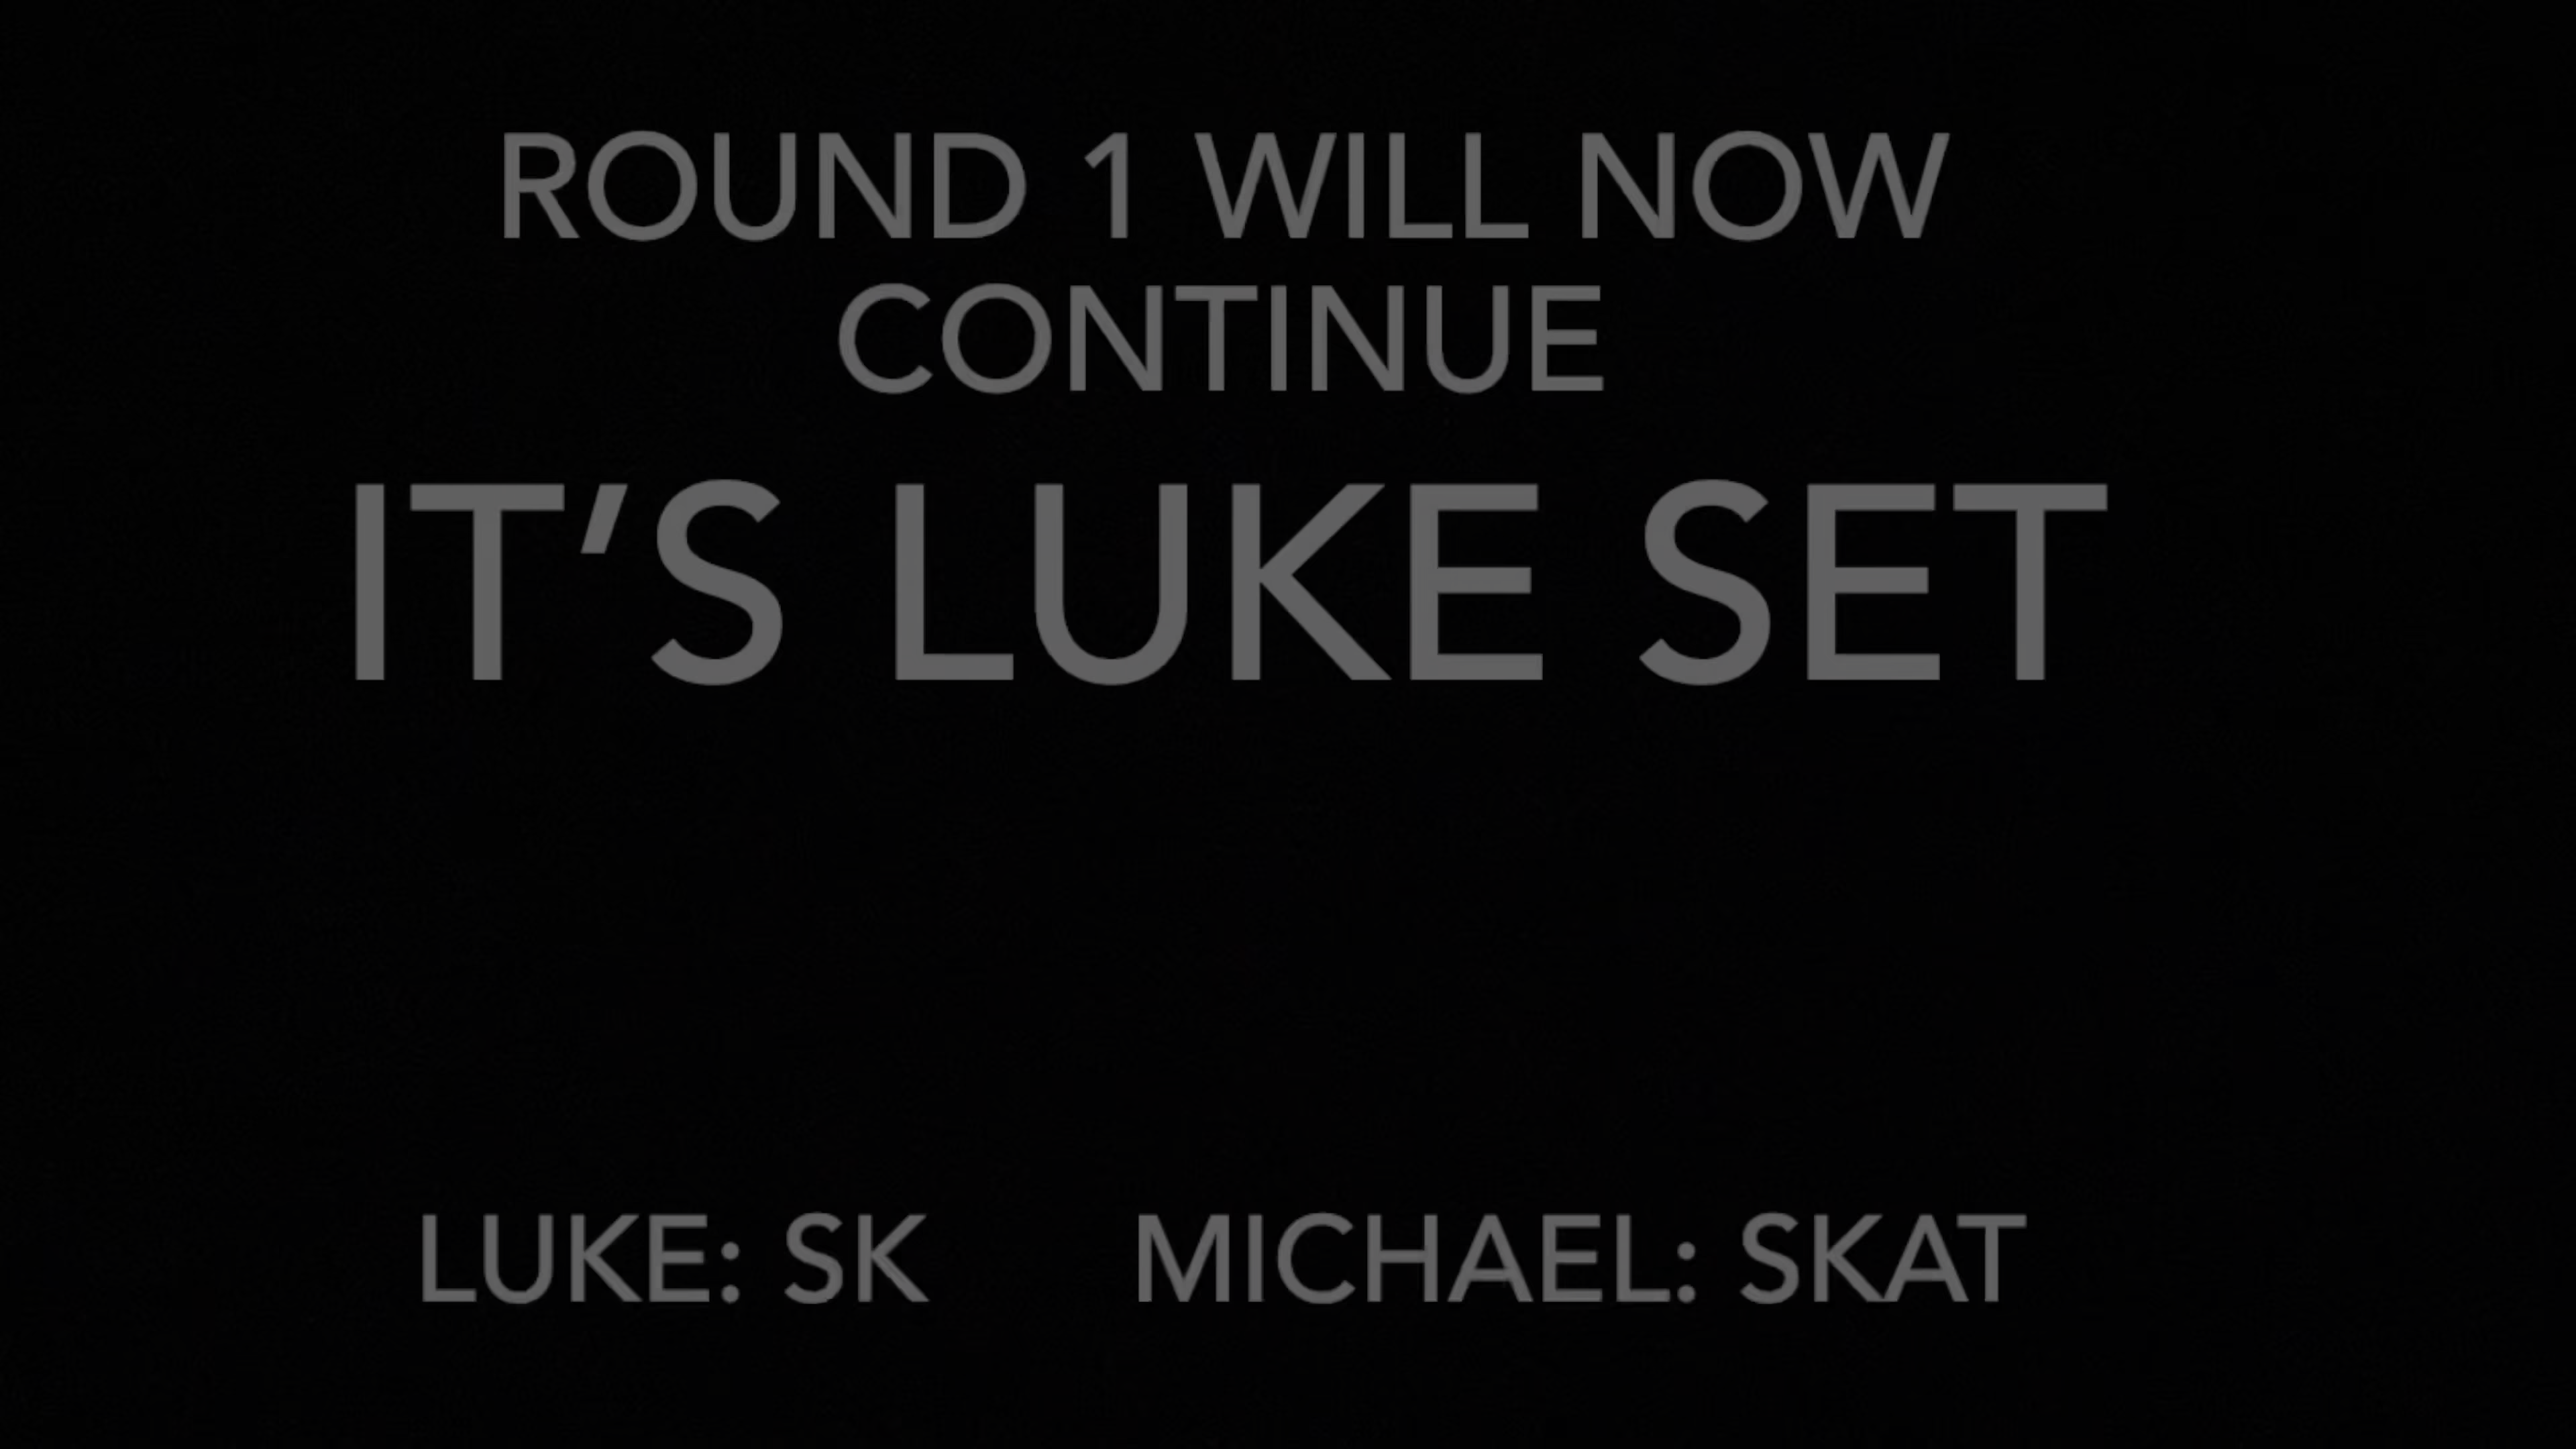 ROUND 1 WILL NOW
CONTINUE
IT’S LUKE SET
LUKE: SK MICHAEL: SKAT